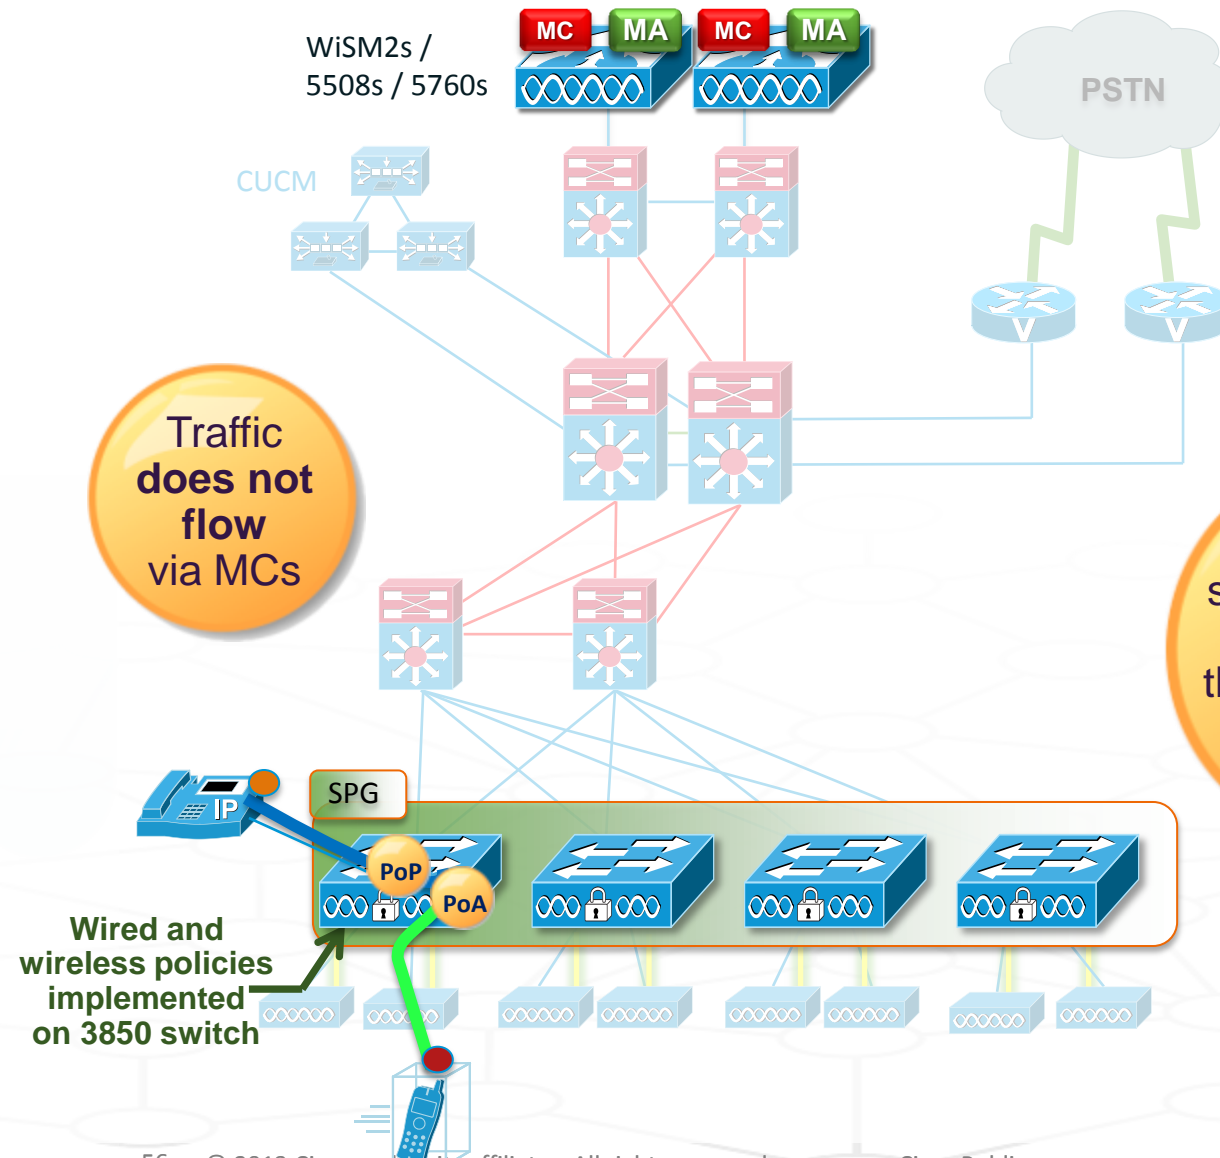 MC
MA
MC
MA
WiSM2s /
5508s / 5760s
PSTN
CUCM
V
V
Traffic
does not
flow
via MCs
SPG
IP
PoP
PoA
Wired and
wireless policies
implemented
on 3850 switch